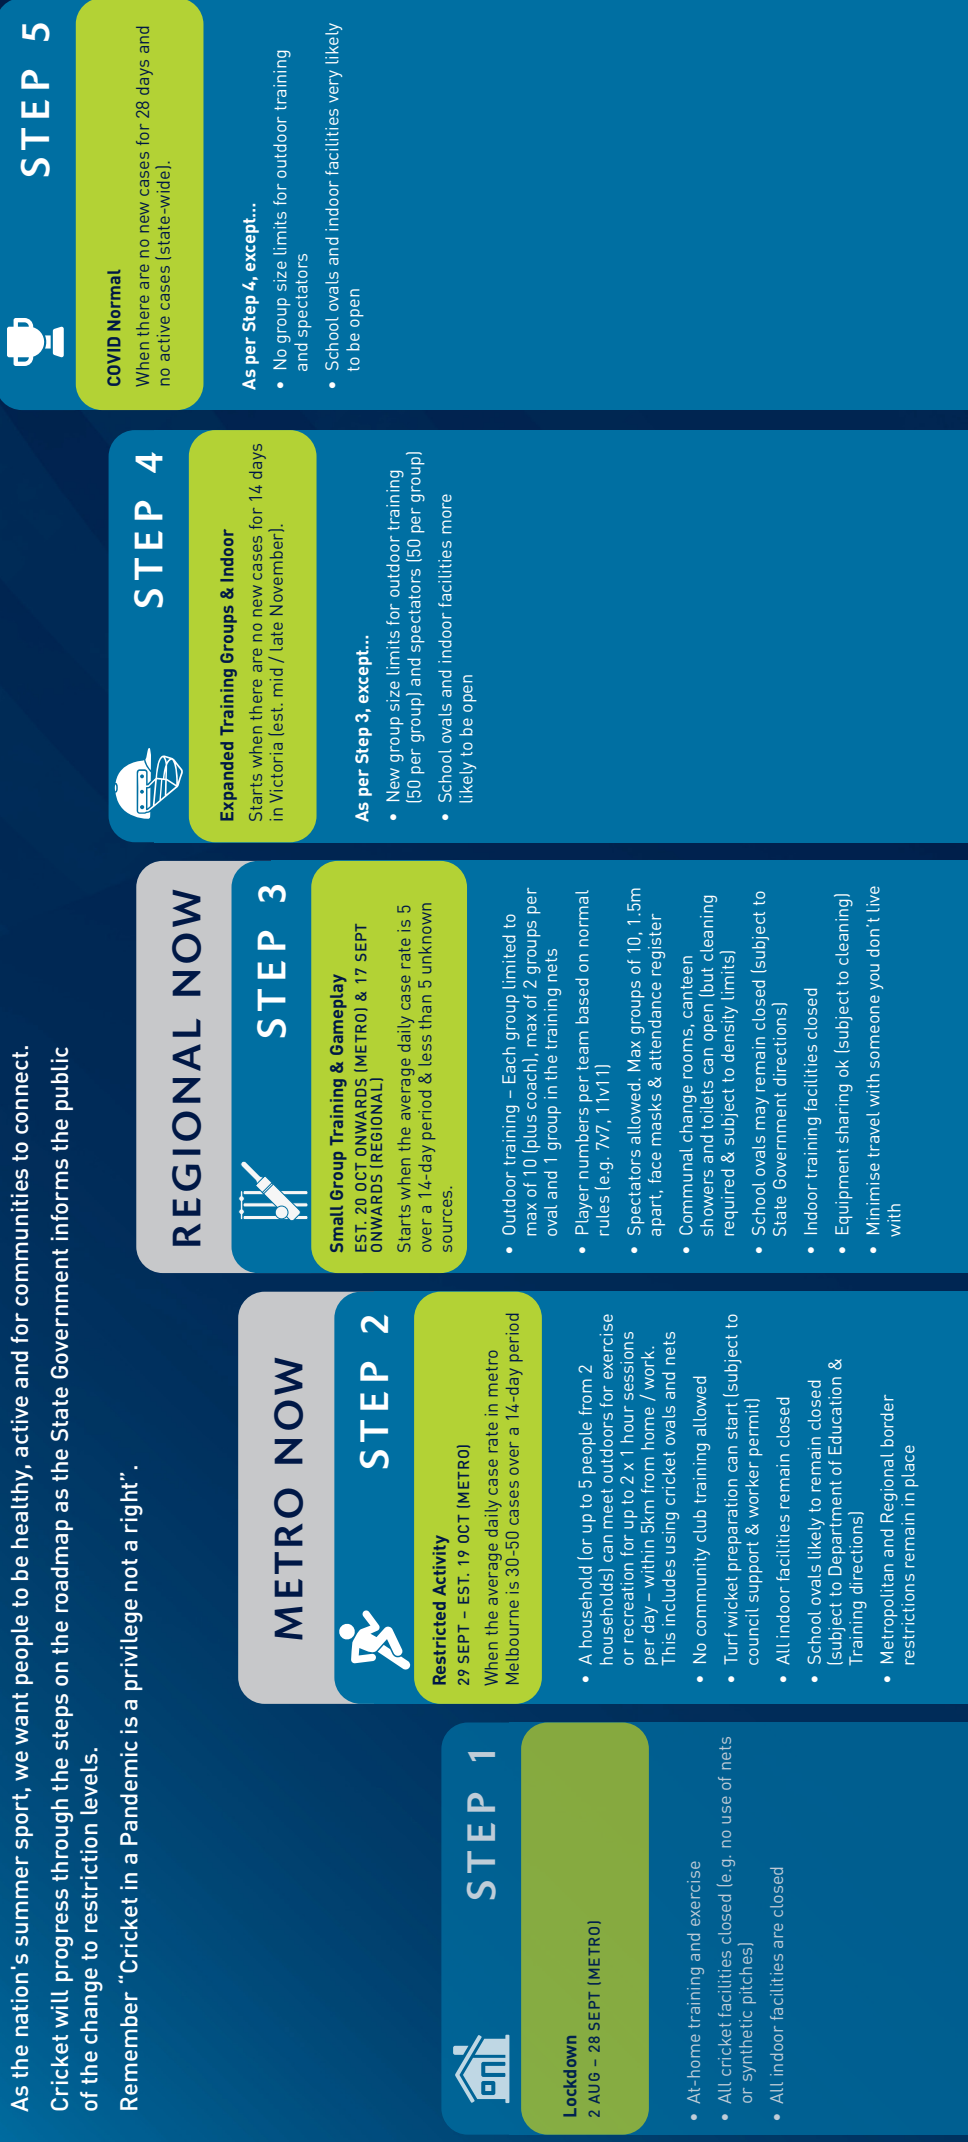 As the nation's summer sport, we want people to be healthy, active and for communities to connect.
Cricket will progress through the steps on the roadmap as the State Government informs the public
of the change to restriction levels.
Remember “Cricket in a Pandemic is a privilege not a right”.
STEP 1
Lockdown
2 AUG – 28 SEPT (METRO)
• At-home training and exercise
• All cricket facilities closed (e.g. no use of nets
or synthetic pitches)
• All indoor facilities are closed
METRO NOW
STEP 2
Restricted Activity
29 SEPT – EST. 19 OCT (METRO)
When the average daily case rate in metro
Melbourne is 30-50 cases over a 14-day period
• A household (or up to 5 people from 2
households) can meet outdoors for exercise
or recreation for up to 2 x 1 hour sessions
per day – within 5km from home / work.
This includes using cricket ovals and nets
• No community club training allowed
• Turf wicket preparation can start (subject to
council support & worker permit)
• All indoor facilities remain closed
• School ovals likely to remain closed
(subject to Department of Education &
Training directions)
• Metropolitan and Regional border
restrictions remain in place
REGIONAL NOW
STEP 3
Small Group Training & Gameplay
EST. 20 OCT ONWARDS (METRO) & 17 SEPT
ONWARDS (REGIONAL)
Starts when the average daily case rate is 5
over a 14-day period & less than 5 unknown
sources.
• Outdoor training – Each group limited to
max of 10 (plus coach), max of 2 groups per
oval and 1 group in the training nets
• Player numbers per team based on normal
rules (e.g. 7v7, 11v11)
• Spectators allowed. Max groups of 10, 1.5m
apart, face masks & attendance register
• Communal change rooms, canteen
showers and toilets can open (but cleaning
required & subject to density limits)
• School ovals may remain closed (subject to
State Government directions)
• Indoor training facilities closed
• Equipment sharing ok (subject to cleaning)
• Minimise travel with someone you don't live
with
STEP 4
Expanded Training Groups & Indoor
Starts when there are no new cases for 14 days
in Victoria (est. mid / late November).
As per Step 3, except...
• New group size limits for outdoor training
(50 per group) and spectators (50 per group)
• School ovals and indoor facilities more
likely to be open
STEP 5
COVID Normal
When there are no new cases for 28 days and
no active cases (state-wide).
As per Step 4, except...
• No group size limits for outdoor training
and spectators
• School ovals and indoor facilities very likely
to be open